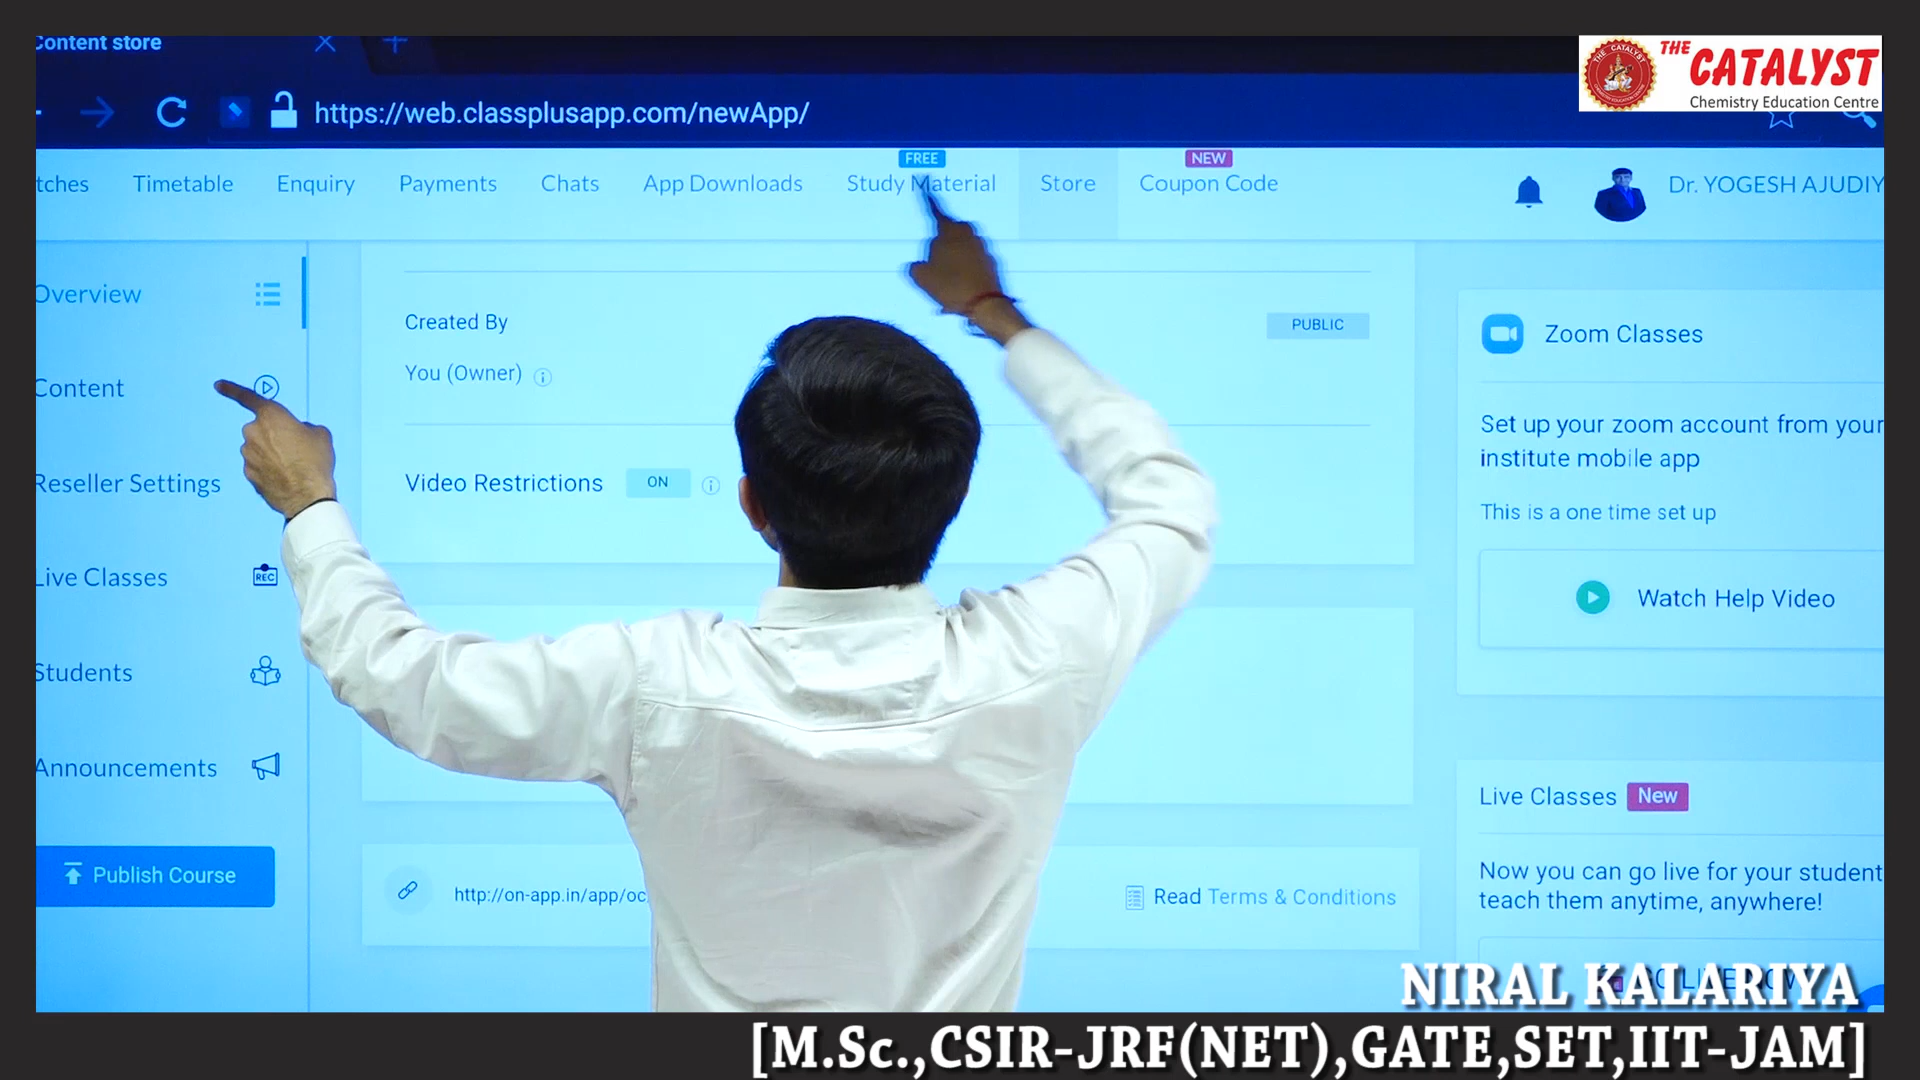 Content store
THE CATALYST
Chemistry Education Centre
https://web.classplusapp.com/newApp/
FREE
NEW
tches Timetable Enquiry Payments Chats App Downloads Study Material Store Coupon Code Dr. YOGESH AJUDIY
Overview
Created By
PUBLIC
You (Owner)
Zoom Classes
Content
Set up your zoom account from your
institute mobile app
Reseller Settings
Video Restrictions ON
This is a one time set up
Live Classes
REC
Watch Help Video
Students
Announcements
Live Classes New
Publish Course
http://on-app.in/app/oc
Read Terms & Conditions
Now you can go live for your student
teach them anytime, anywhere!
NIRAL KALARIYA
[M.Sc.,CSIR-JRF(NET),GATE,SET,IIT-JAM]